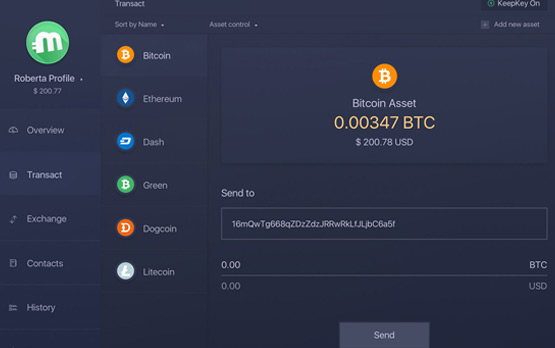 Transact
KeepKey On
Sort by Name
Asset control
Add new asset
Roberta Profile
$ 200.77
Overview
Transact
Exchange
Contacts
History
Bitcoin
Ethereum
Dash
Green
Dogcoin
Litecoin
Bitcoin Asset
0.00347 BTC
$ 200.78 USD
Send to
16mQwTg668qZDzZdzJRRwRkLfJLjbC6a5f
0.00 BTC
0.00 USD
Send